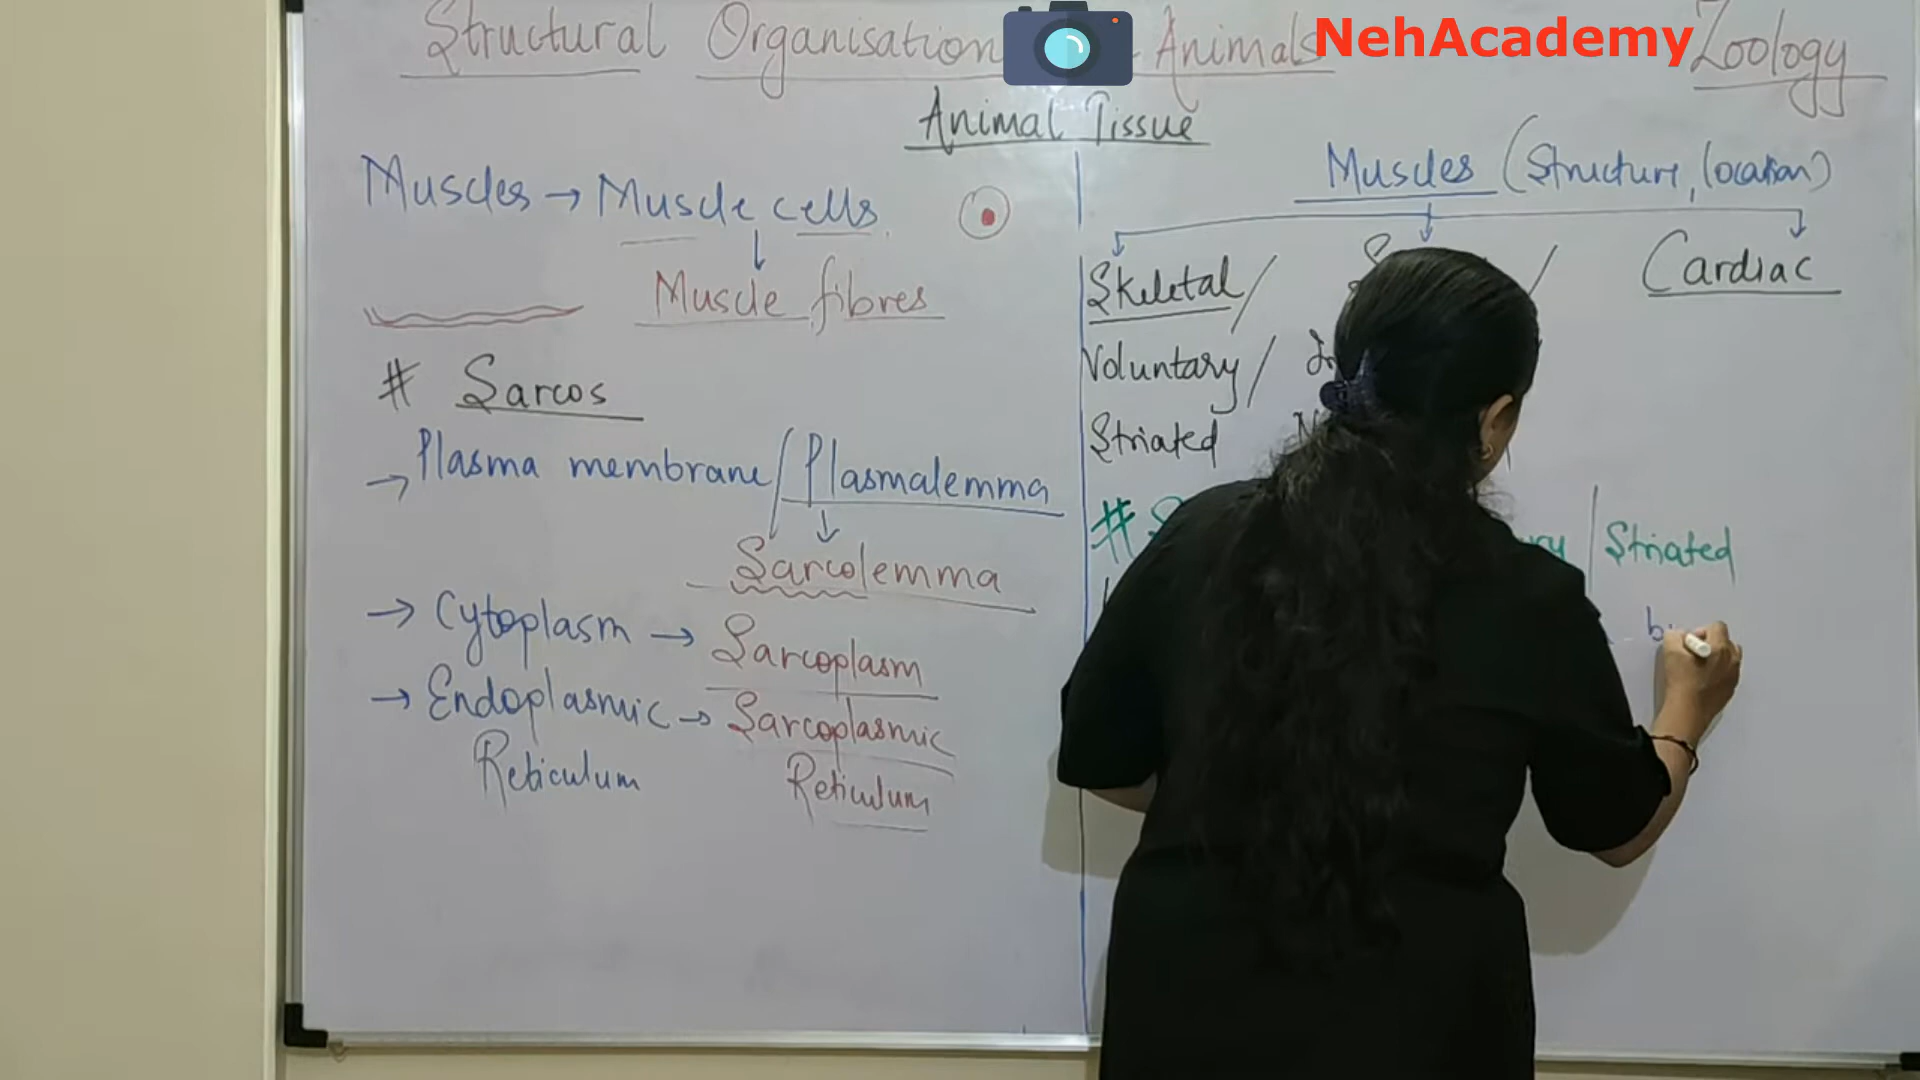 Structural Organisation Animals
NehAcademy
Zoology
Animal Tissue
Muscles → Muscle cells
Muscle fibres
# Sarcos
→ Plasma membrane / Plasmalemma
Sarcolemma
→ Cytoplasm → Sarcoplasm
→ Endoplasmic → Sarcoplasmic
Reticulum Reticulum
Muscles (Structure, location)
Skeletal / / Cardiac
Voluntary /
Striated
# / Striated